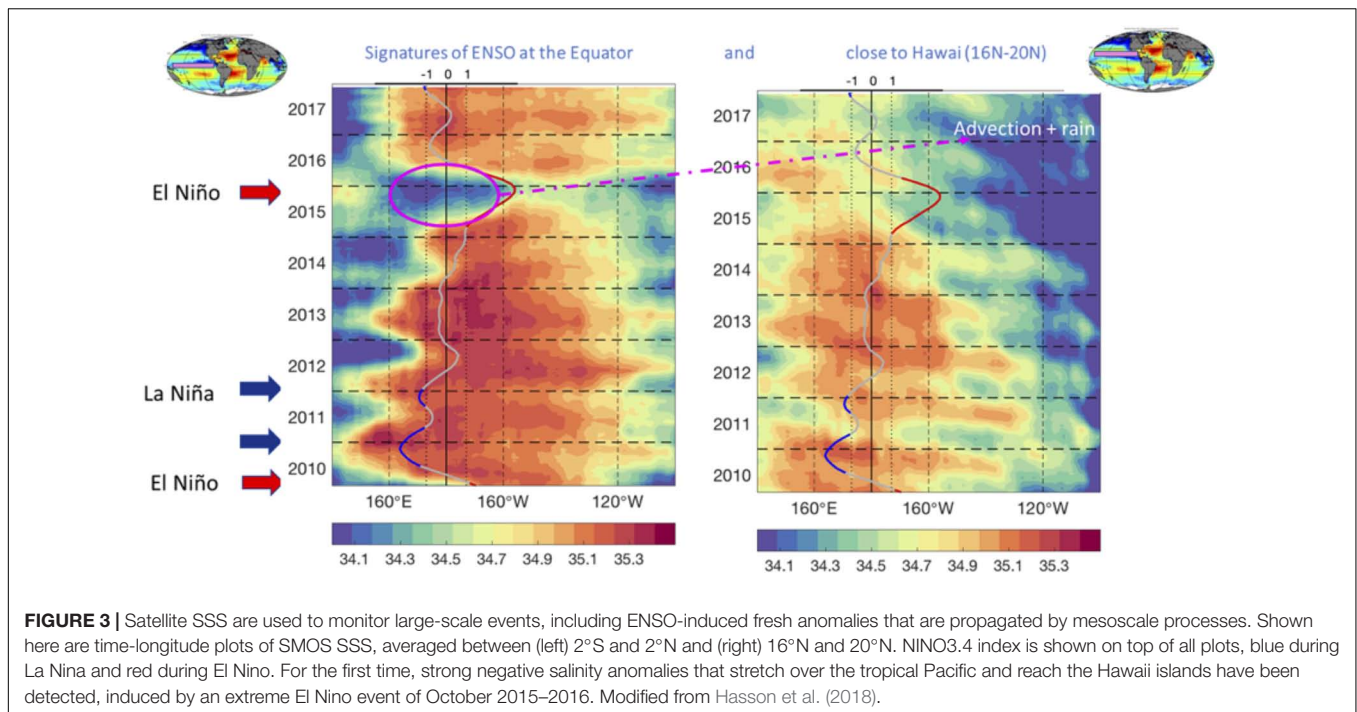 Signatures of ENSO at the Equator and close to Hawai (16N-20N)
-1 0 1
-1 0 1
2017
2016
El Niño
2015
2014
2013
2012
La Niña
2011
2010
El Niño
160°E 160°W 120°W
34.1 34.3 34.5 34.7 34.9 35.1 35.3
2017
Advection + rain
2016
2015
2014
2013
2012
2011
2010
160°E 160°W 120°W
34.1 34.3 34.5 34.7 34.9 35.1 35.3
FIGURE 3 | Satellite SSS are used to monitor large-scale events, including ENSO-induced fresh anomalies that are propagated by mesoscale processes. Shown
here are time-longitude plots of SMOS SSS, averaged between (left) 2°S and 2°N and (right) 16°N and 20°N. NINO3.4 index is shown on top of all plots, blue during
La Nina and red during El Nino. For the first time, strong negative salinity anomalies that stretch over the tropical Pacific and reach the Hawaii islands have been
detected, induced by an extreme El Nino event of October 2015–2016. Modified from Hasson et al. (2018).